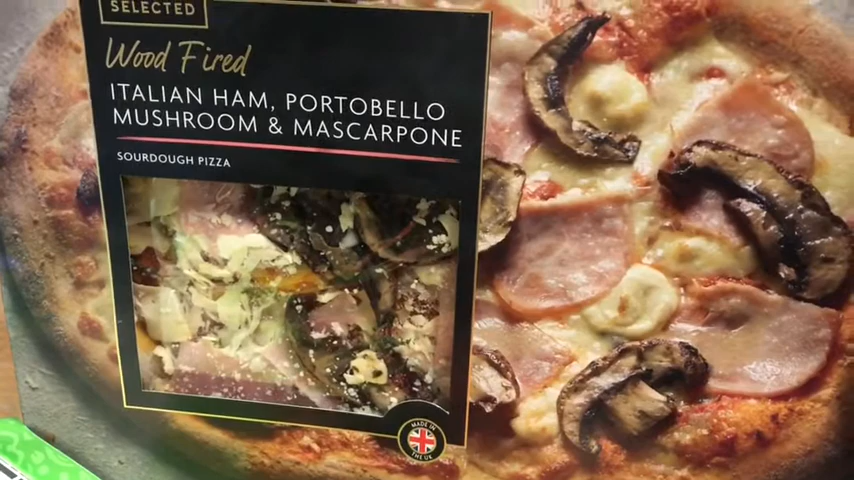 SELECTED
Wood Fired
ITALIAN HAM, PORTOBELLO
MUSHROOM & MASCARPONE
SOURDOUGH PIZZA
MADE IN
THE UK